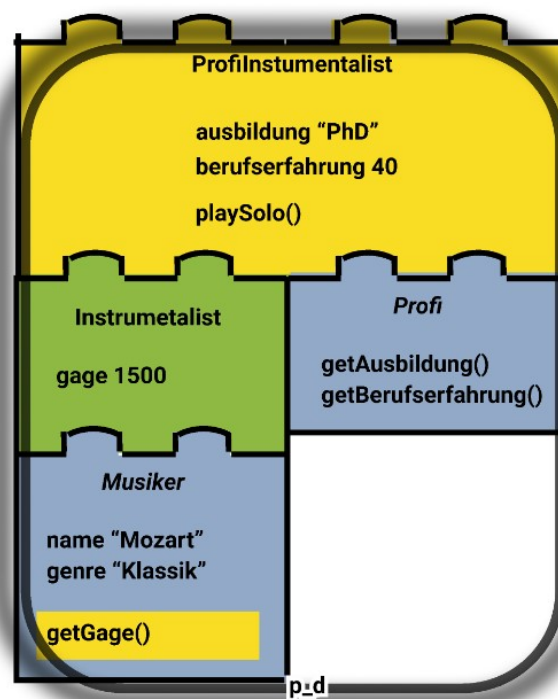 ProfiInstumentalist
ausbildung “PhD”
berufserfahrung 40
playSolo()
Instrumetalist
gage 1500
Profi
getAusbildung()
getBerufserfahrung()
Musiker
name “Mozart”
genre “Klassik”
getGage()
p_d